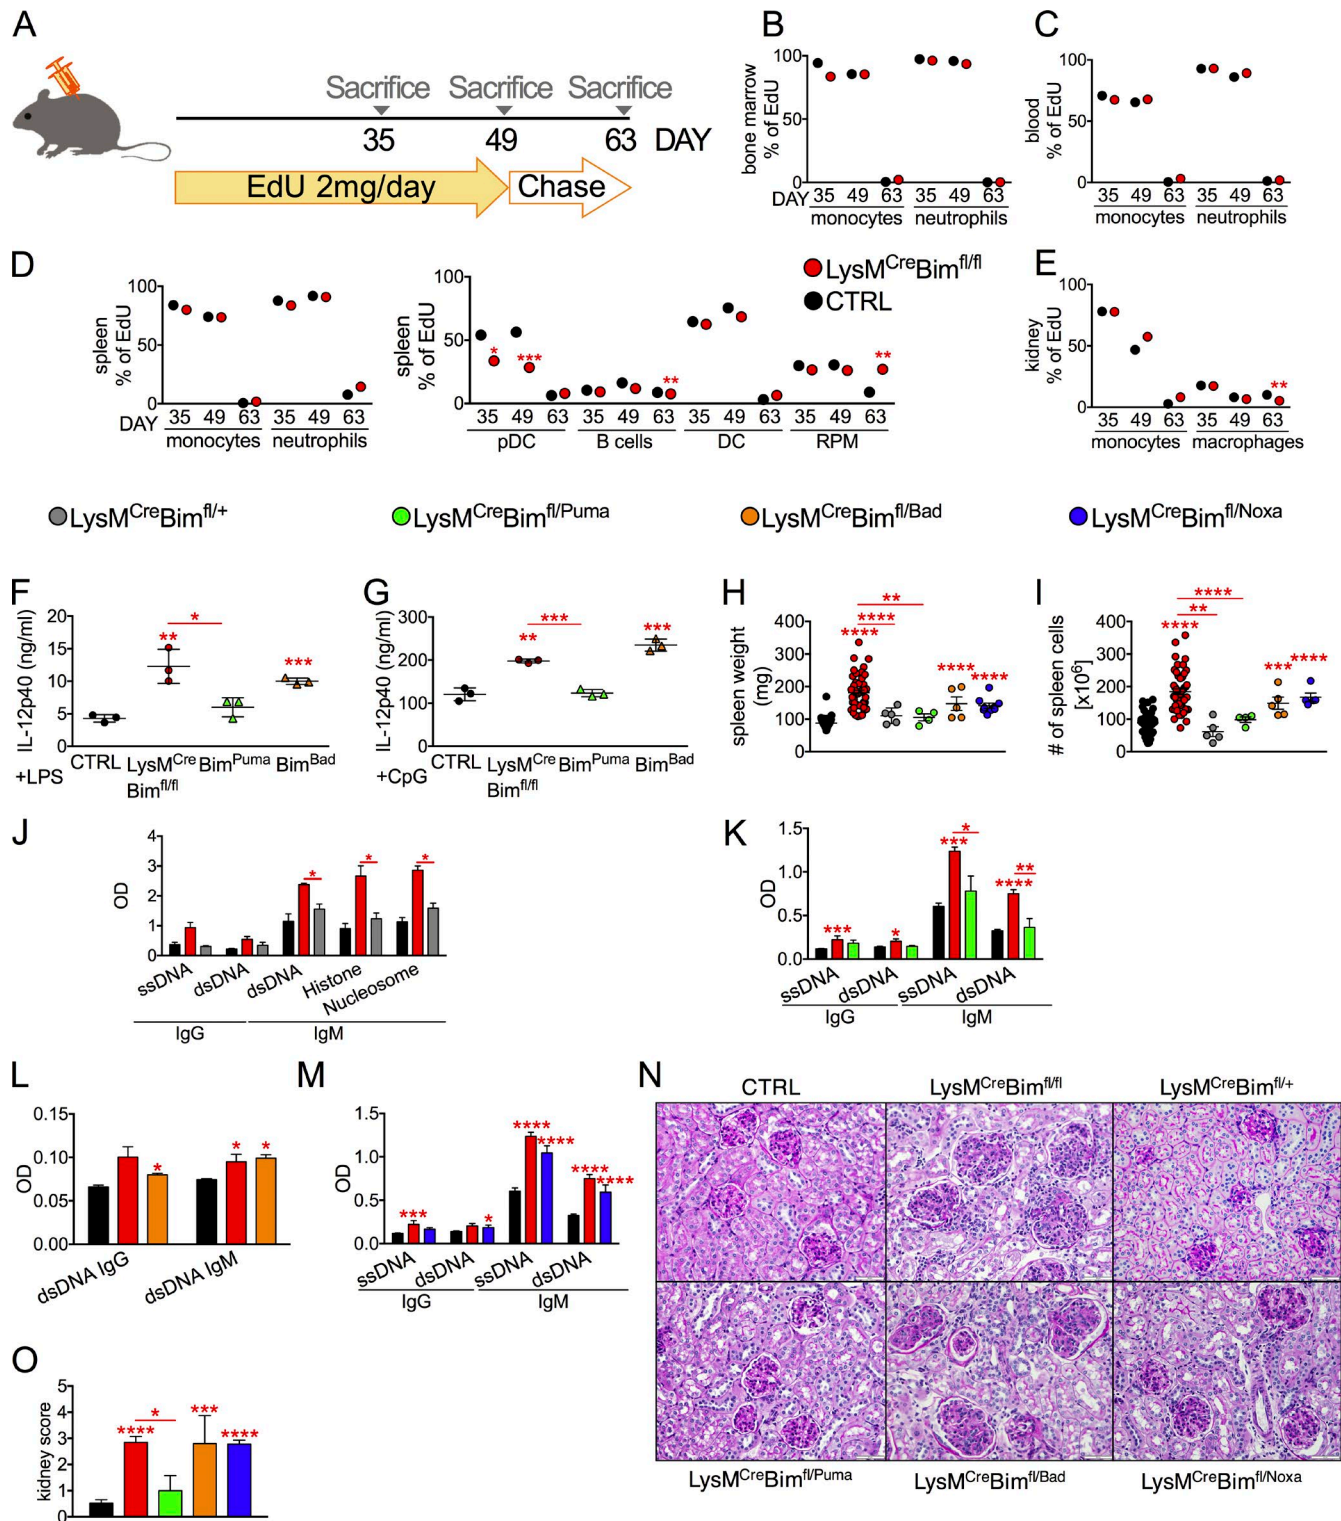 A
Sacrifice Sacrifice Sacrifice
35 49 63 DAY
EdU 2mg/day
Chase
B
bone marrow
% of EdU
100
50
0
DAY 35 49 63 35 49 63
monocytes neutrophils
C
blood
% of EdU
100
50
0
35 49 63 35 49 63
monocytes neutrophils
D
spleen
% of EdU
100
50
0
DAY 35 49 63 35 49 63
monocytes neutrophils
spleen
% of EdU
100
50
0
* *** ** **
35 49 63 35 49 63 35 49 63 35 49 63
pDC B cells DC RPM
LysMCreBimfl/fl
CTRL
E
kidney
% of EdU
100
50
0
**
35 49 63 35 49 63
monocytes macrophages
LysMCreBimfl/+
LysMCreBimfl/Puma
LysMCreBimfl/Bad
LysMCreBimfl/Noxa
F
IL-12p40 (ng/ml)
20
15
10
5
0
*
** ***
+LPS
CTRL LysMCre BimPuma BimBad
Bimfl/fl
G
IL-12p40 (ng/ml)
300
200
100
0
***
** ***
+CpG
CTRL LysMCre BimPuma BimBad
Bimfl/fl
H
spleen weight
(mg)
400
300
200
100
0
**
****
**** **** ****
I
# of spleen cells
[x106]
400
300
200
100
0
****
**
**** *** ****
J
OD
4
3
2
1
0
* * *
ssDNA dsDNA dsDNA Histone Nucleosome
IgG IgM
K
OD
1.5
1.0
0.5
0.0
*** * *** * **** **
ssDNA dsDNA ssDNA dsDNA
IgG IgM
L
OD
0.15
0.10
0.05
0.00
* * *
dsDNA IgG dsDNA IgM
M
OD
1.5
1.0
0.5
0.0
*** * **** **** **** ****
ssDNA dsDNA ssDNA dsDNA
IgG IgM
N
CTRL LysMCreBimfl/fl LysMCreBimfl/+
LysMCreBimfl/Puma LysMCreBimfl/Bad LysMCreBimfl/Noxa
O
kidney score
5
4
3
2
1
0
*
**** *** ****